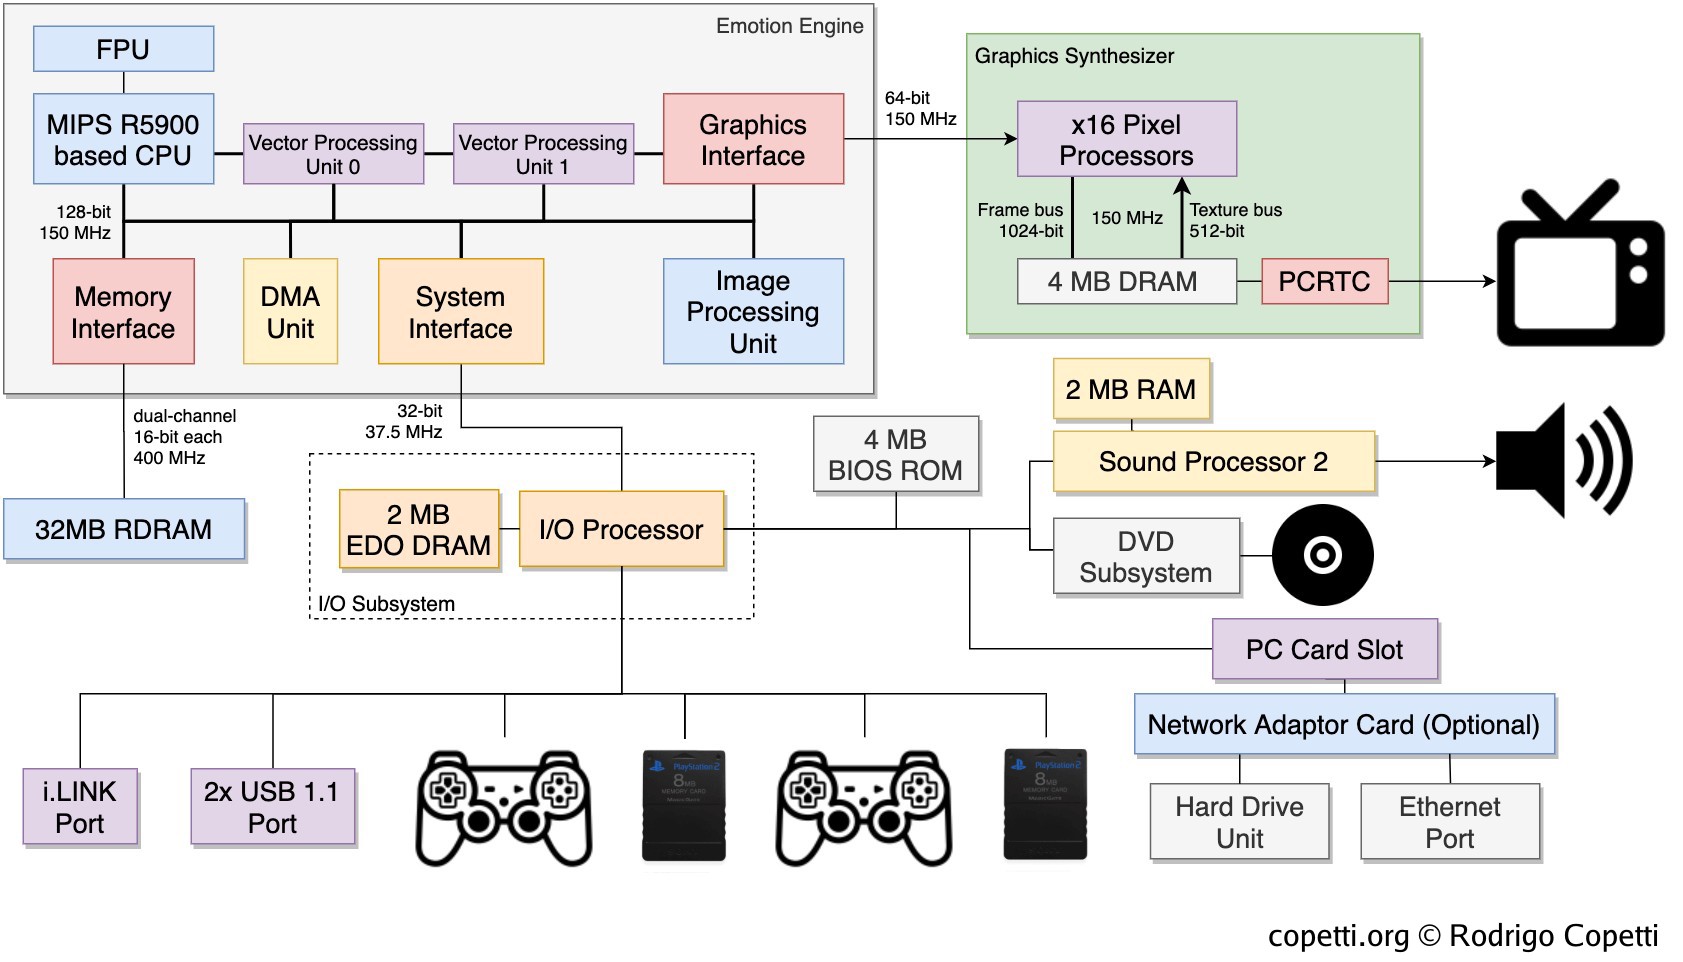 Emotion Engine
FPU
MIPS R5900
based CPU
Vector Processing
Unit 0
Vector Processing
Unit 1
Graphics
Interface
128-bit
150 MHz
Memory
Interface
DMA
Unit
System
Interface
Image
Processing
Unit
64-bit
150 MHz
Graphics Synthesizer
x16 Pixel
Processors
Frame bus
1024-bit
150 MHz
Texture bus
512-bit
4 MB DRAM
PCRTC
dual-channel
16-bit each
400 MHz
32MB RDRAM
32-bit
37.5 MHz
2 MB
EDO DRAM
I/O Processor
I/O Subsystem
4 MB
BIOS ROM
2 MB RAM
Sound Processor 2
DVD
Subsystem
PC Card Slot
Network Adaptor Card (Optional)
Hard Drive
Unit
Ethernet
Port
i.LINK
Port
2x USB 1.1
Port
PlayStation 2
8MB
MEMORY CARD
MagicGate
PlayStation 2
8MB
MEMORY CARD
MagicGate
copetti.org © Rodrigo Copetti